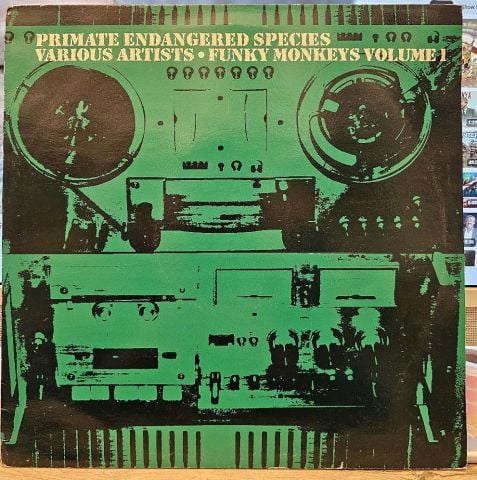 PRIMATE ENDANGERED SPECIES
VARIOUS ARTISTS • FUNKY MONKEYS VOLUME 1